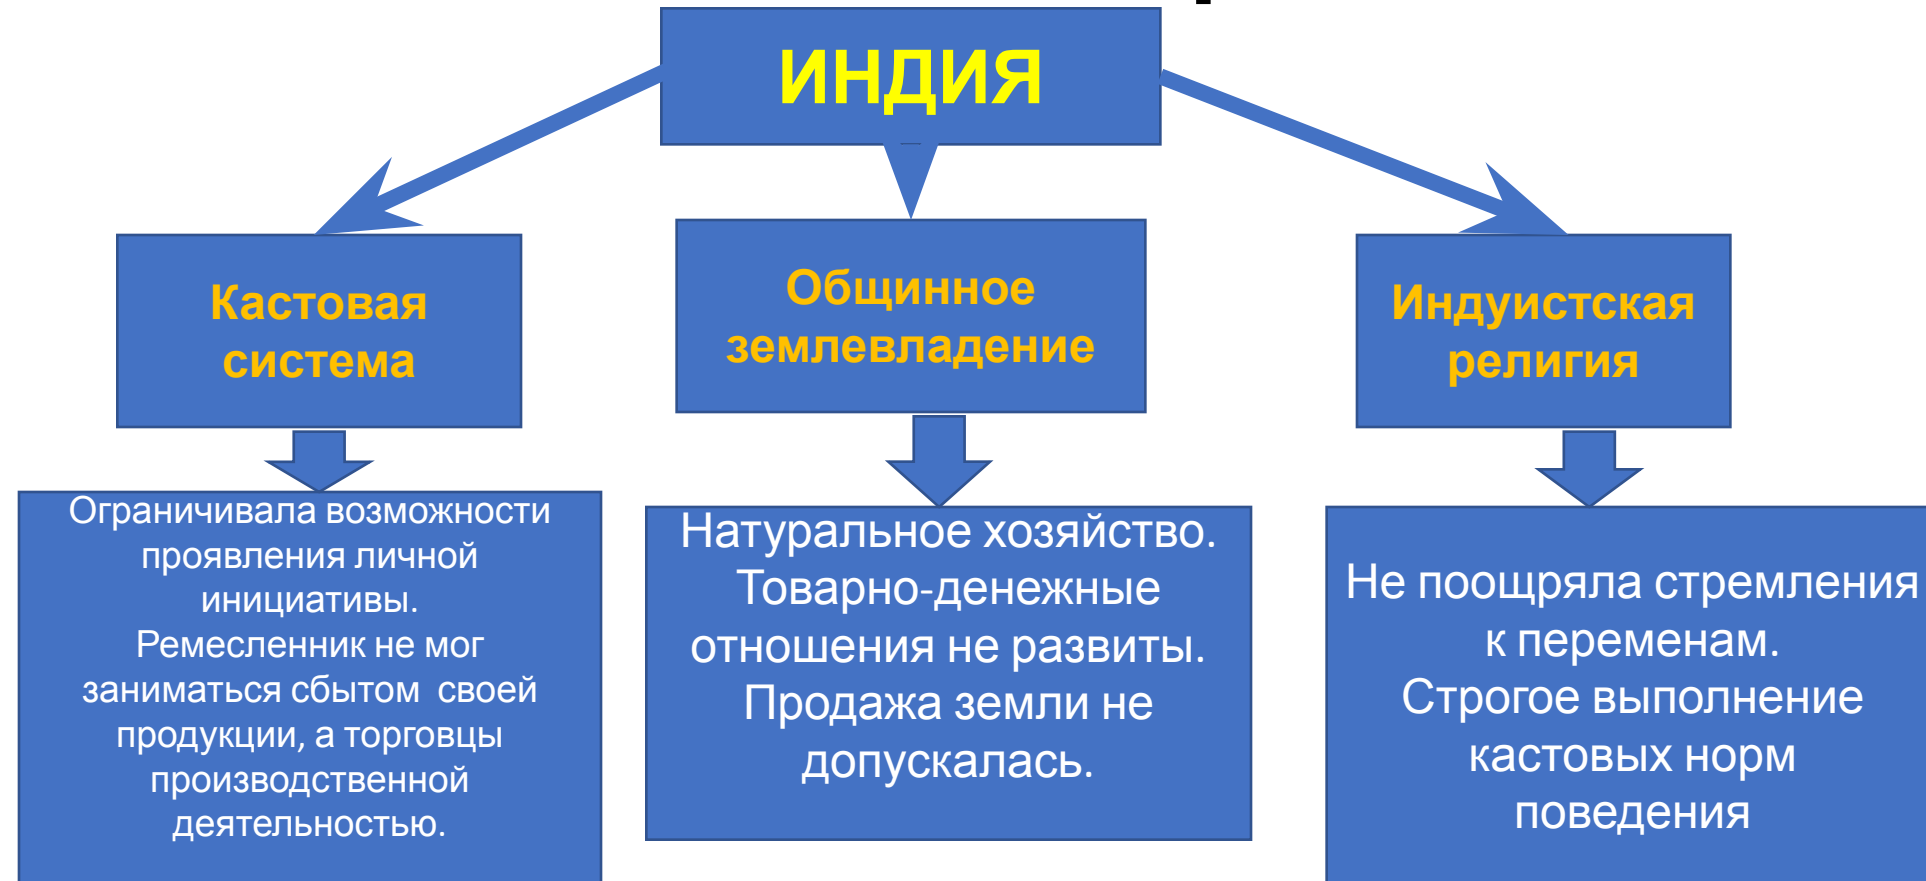 ИНДИЯ
Кастовая
система
Общинное
землевладение
Индуистская
религия
Ограничивала возможности
проявления личной
инициативы.
Ремесленник не мог
заниматься сбытом  своей
продукции, а торговцы
производственной
деятельностью.
Натуральное хозяйство.
Товарно-денежные
отношения не развиты.
Продажа земли не
допускалась.
Не поощряла стремления
к переменам.
Строгое выполнение
кастовых норм
поведения